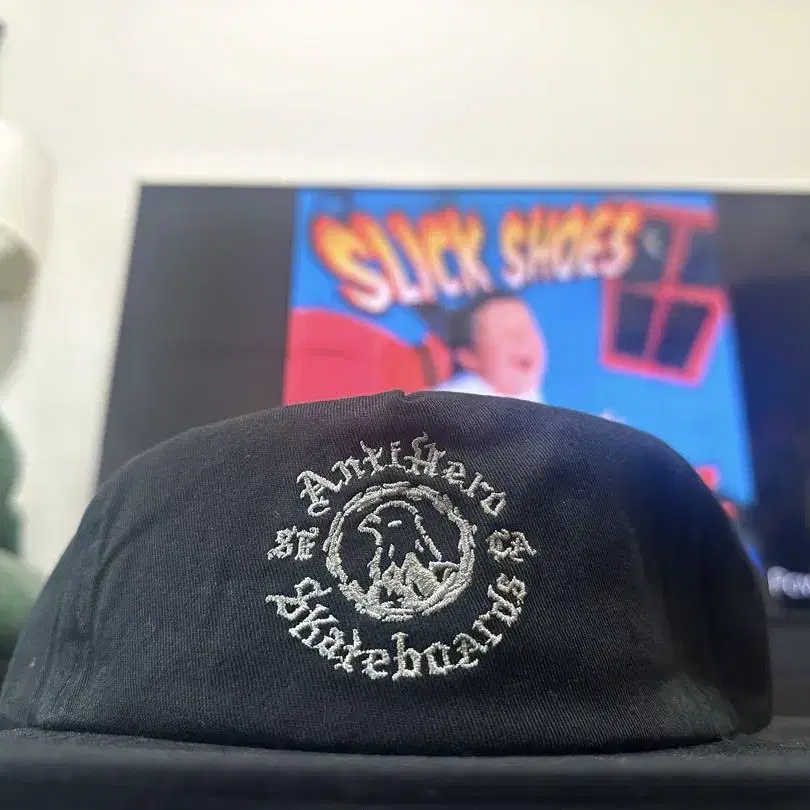 SLICK SHOES
AntiHero
SF CA
Skateboards